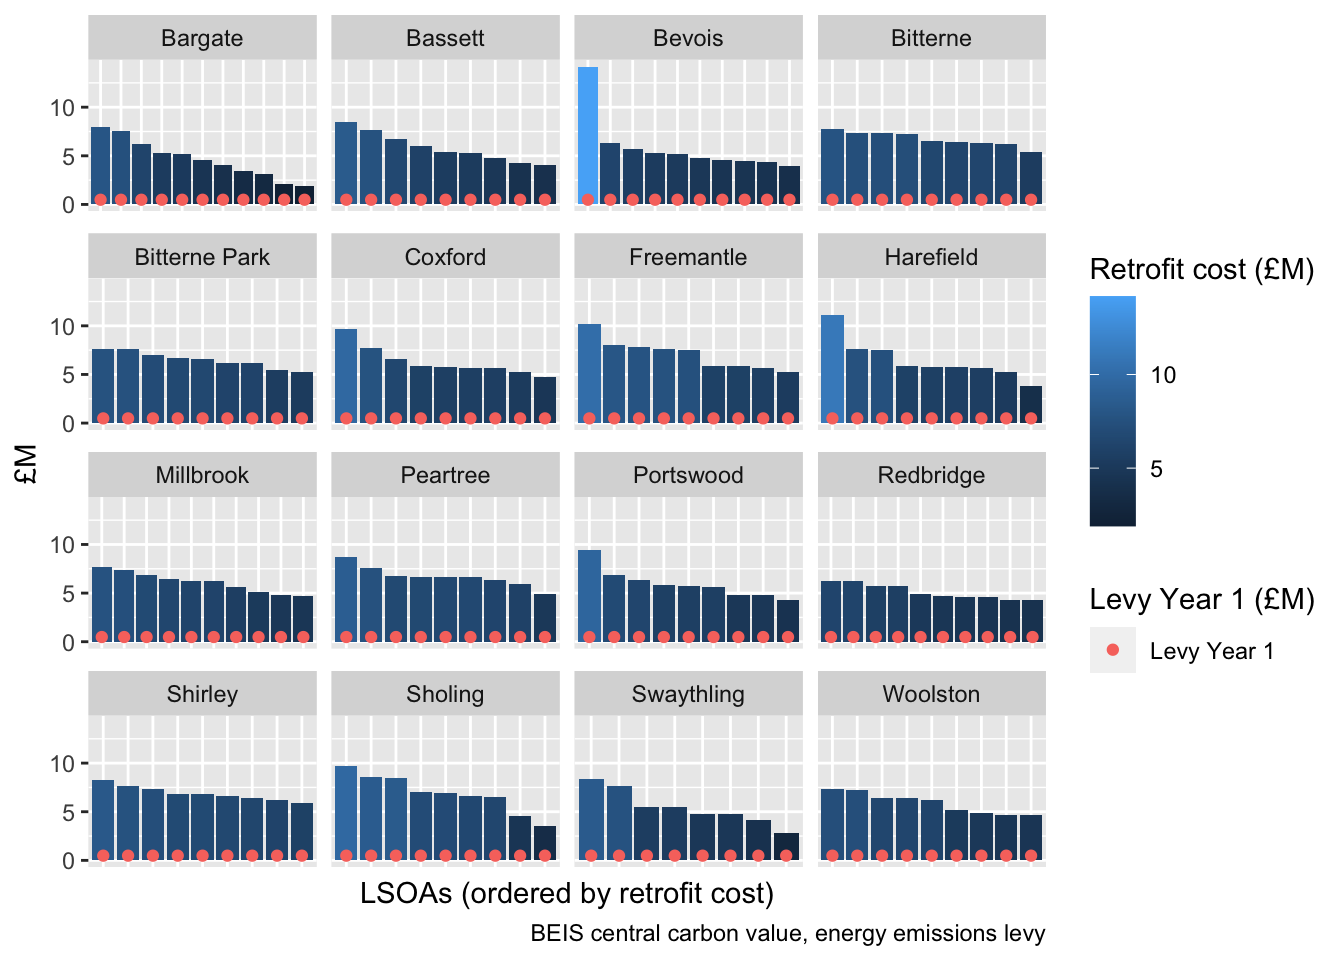 Bargate Bassett Bevois Bitterne
10
5
0
Bitterne Park Coxford Freemantle Harefield
10
5
0
Millbrook Peartree Portswood Redbridge
10
5
0
Shirley Sholing Swaythling Woolston
10
5
0
£M
LSOAs (ordered by retrofit cost)
BEIS central carbon value, energy emissions levy
Retrofit cost (£M)
10
5
Levy Year 1 (£M)
Levy Year 1